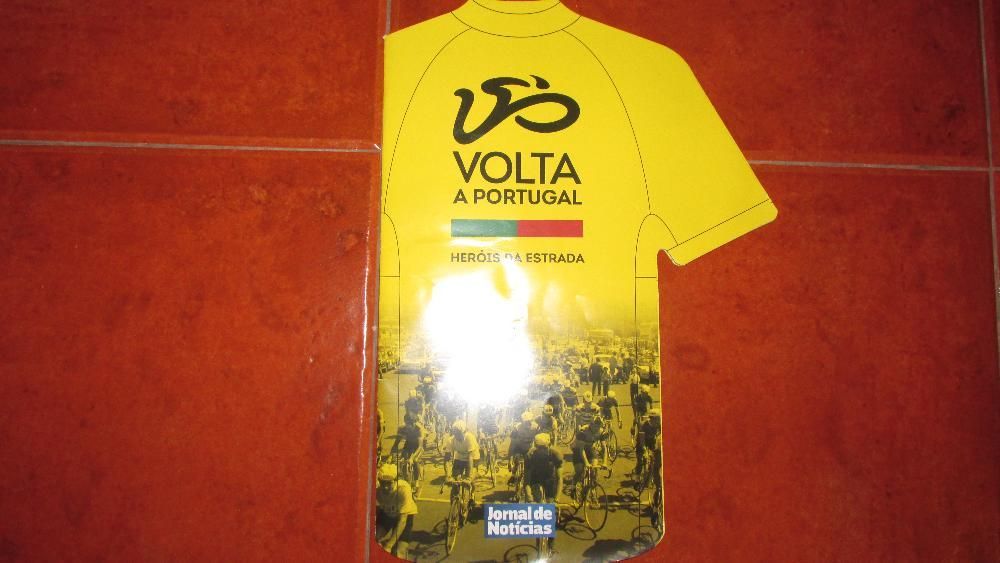 VOLTA
A PORTUGAL
HERÓIS DA ESTRADA
Jornal de
Notícias